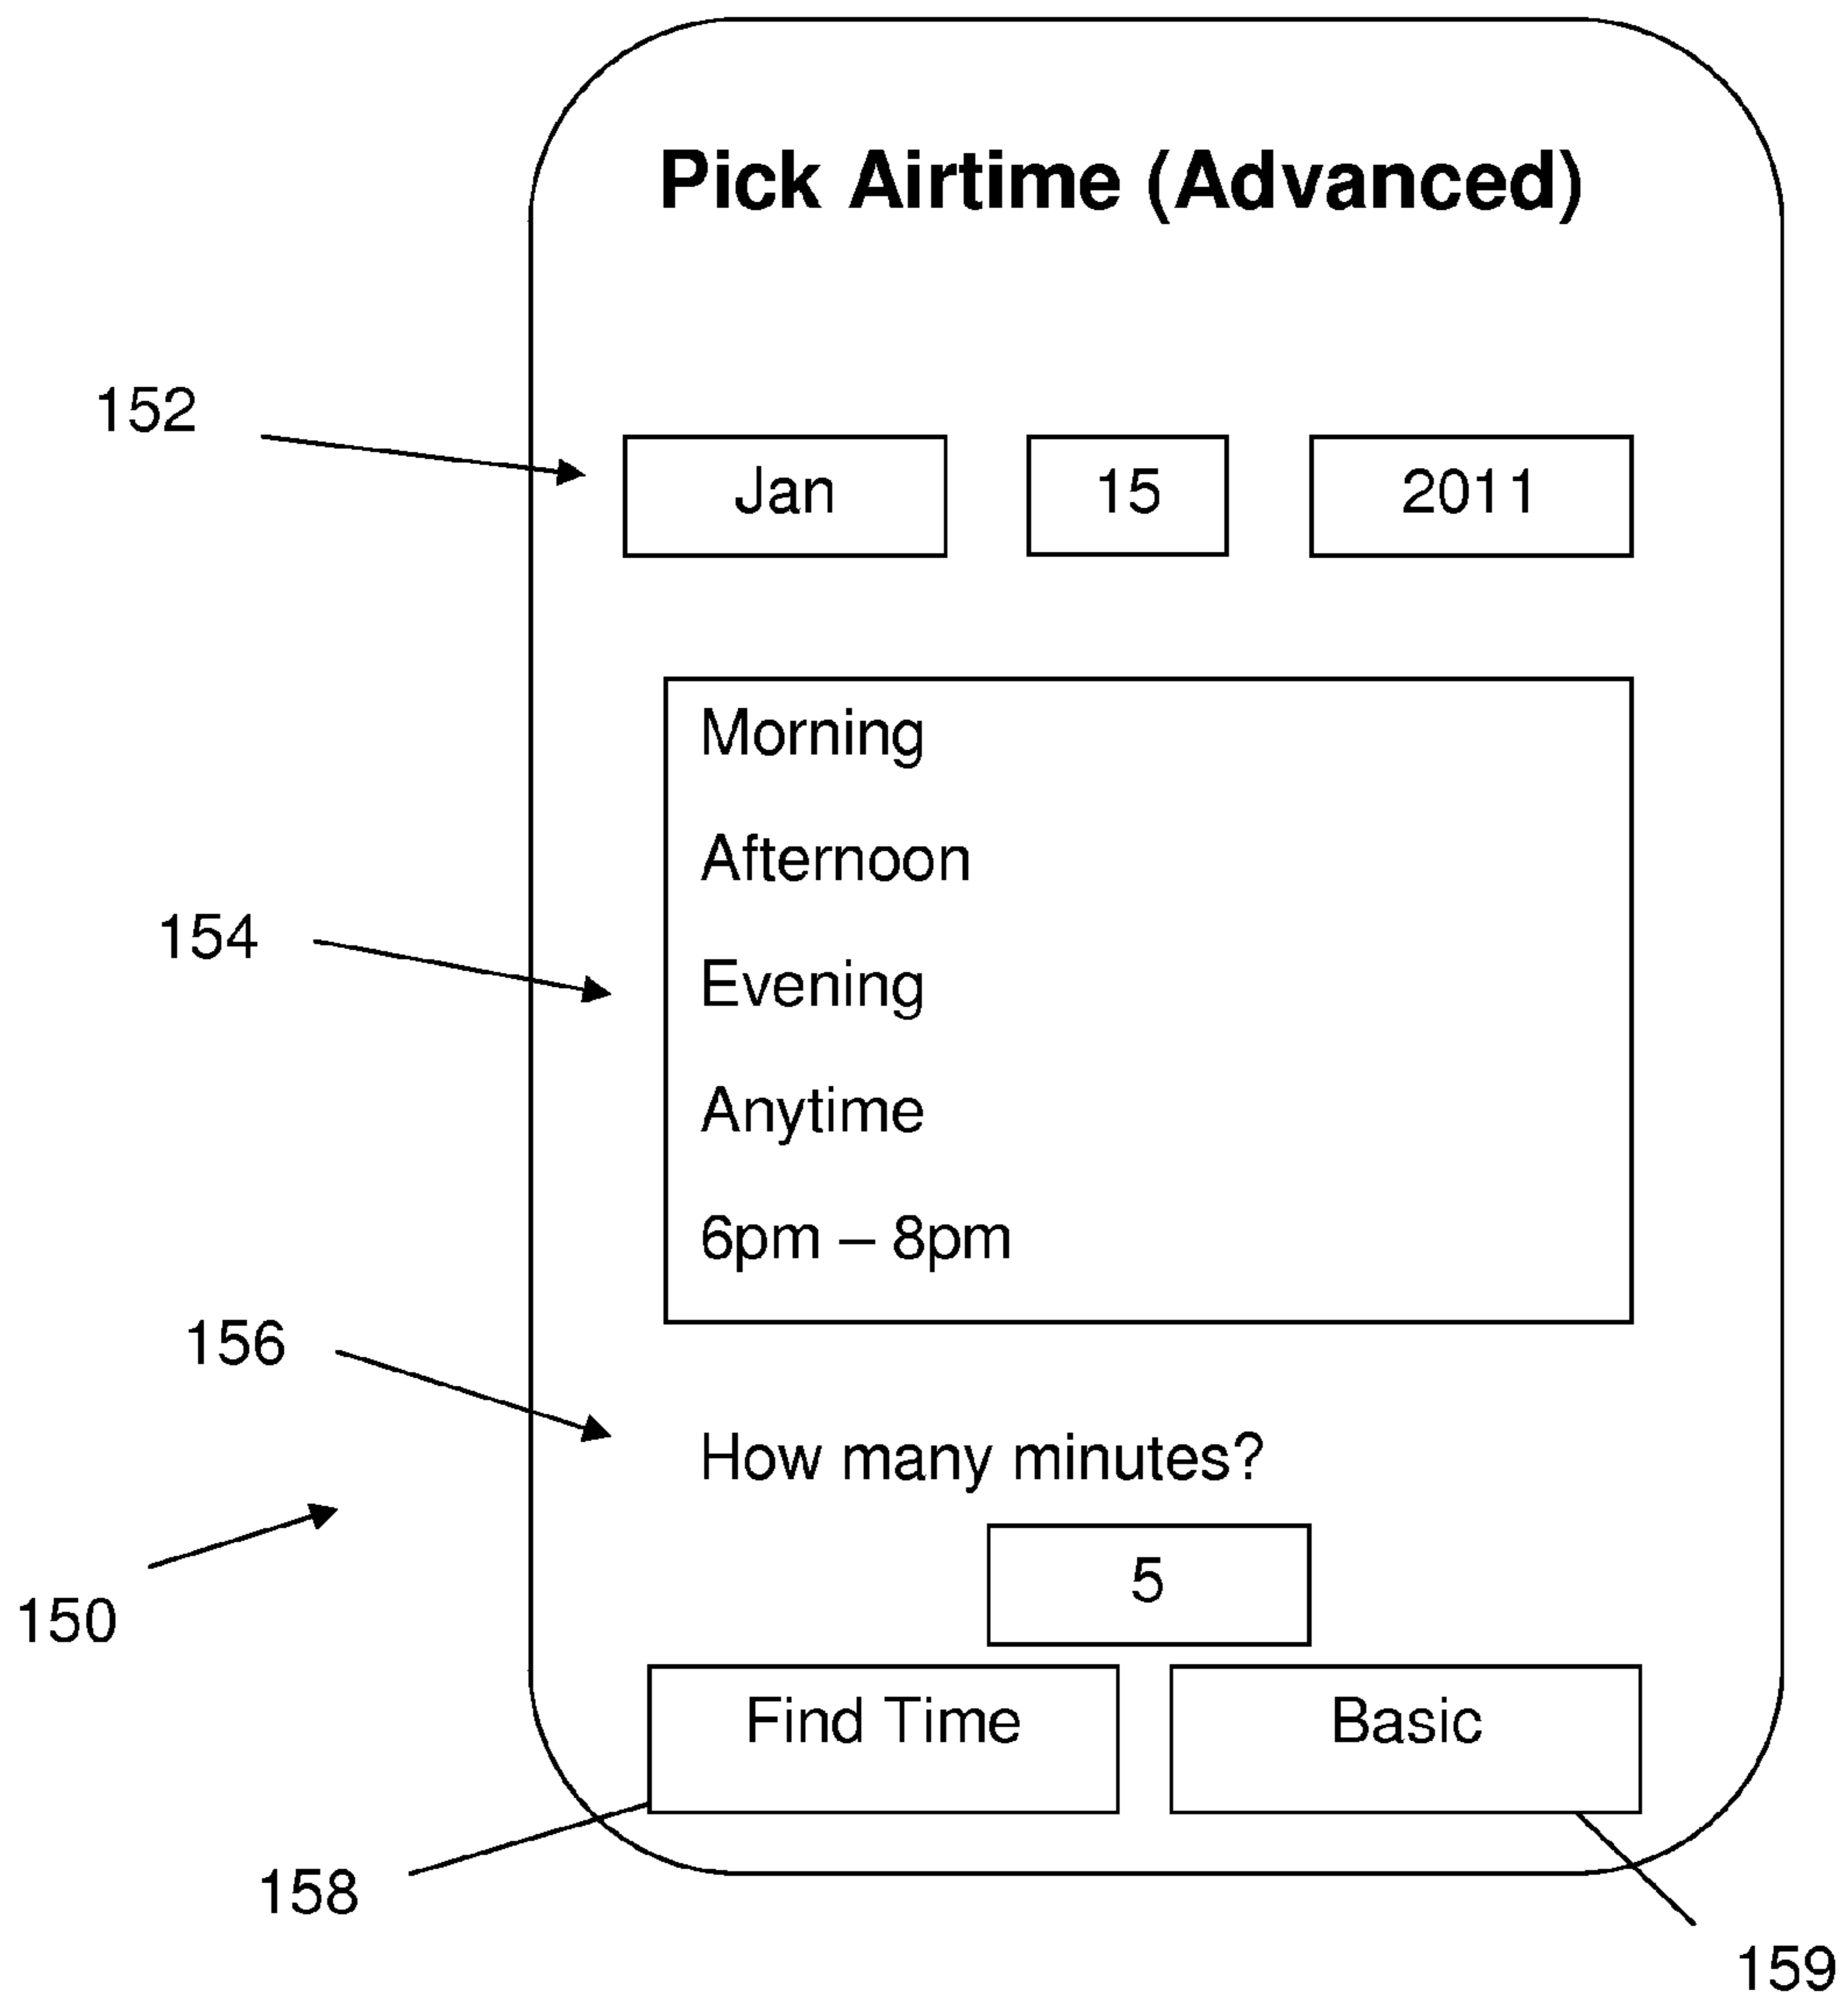 Pick Airtime (Advanced)
152
Jan 15 2011
Morning
Afternoon
154
Evening
Anytime
6pm – 8pm
156
How many minutes?
150
5
Find Time Basic
158
159